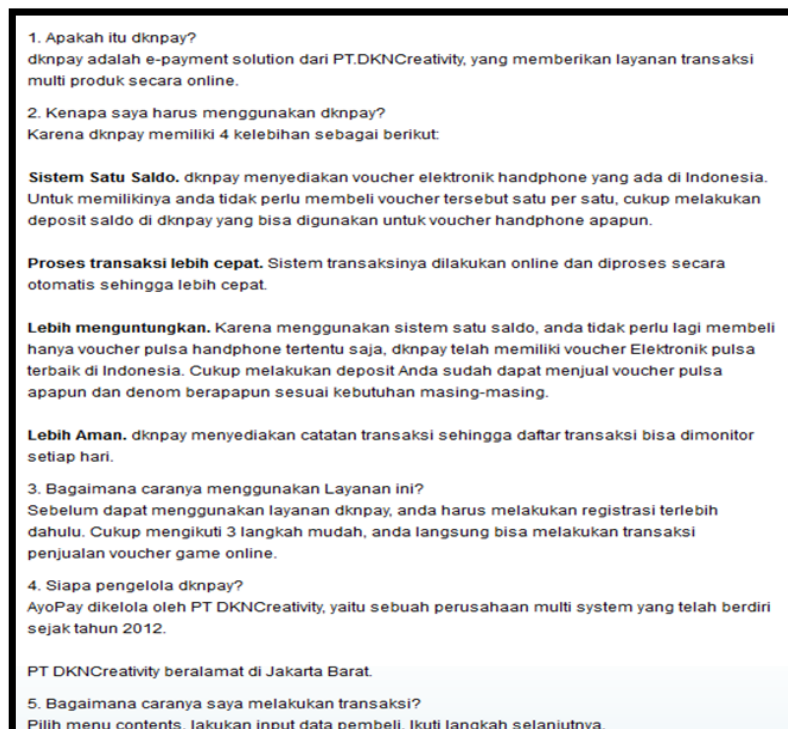 1. Apakah itu dknpay?
dknpay adalah e-payment solution dari PT.DKNCreativity, yang memberikan layanan transaksi
multi produk secara online.
2. Kenapa saya harus menggunakan dknpay?
Karena dknpay memiliki 4 kelebihan sebagai berikut:
Sistem Satu Saldo. dknpay menyediakan voucher elektronik handphone yang ada di Indonesia.
Untuk memilikinya anda tidak perlu membeli voucher tersebut satu per satu, cukup melakukan
deposit saldo di dknpay yang bisa digunakan untuk voucher handphone apapun.
Proses transaksi lebih cepat. Sistem transaksinya dilakukan online dan diproses secara
otomatis sehingga lebih cepat.
Lebih menguntungkan. Karena menggunakan sistem satu saldo, anda tidak perlu lagi membeli
hanya voucher pulsa handphone tertentu saja, dknpay telah memiliki voucher Elektronik pulsa
terbaik di Indonesia. Cukup melakukan deposit Anda sudah dapat menjual voucher pulsa
apapun dan denom berapapun sesuai kebutuhan masing-masing.
Lebih Aman. dknpay menyediakan catatan transaksi sehingga daftar transaksi bisa dimonitor
setiap hari.
3. Bagaimana caranya menggunakan Layanan ini?
Sebelum dapat menggunakan layanan dknpay, anda harus melakukan registrasi terlebih
dahulu. Cukup mengikuti 3 langkah mudah, anda langsung bisa melakukan transaksi
penjualan voucher game online.
4. Siapa pengelola dknpay?
AyoPay dikelola oleh PT DKNCreativity, yaitu sebuah perusahaan multi system yang telah berdiri
sejak tahun 2012.
PT DKNCreativity beralamat di Jakarta Barat.
5. Bagaimana caranya saya melakukan transaksi?
Pilih menu contents, lakukan input data pembeli. Ikuti langkah selanjutnya.